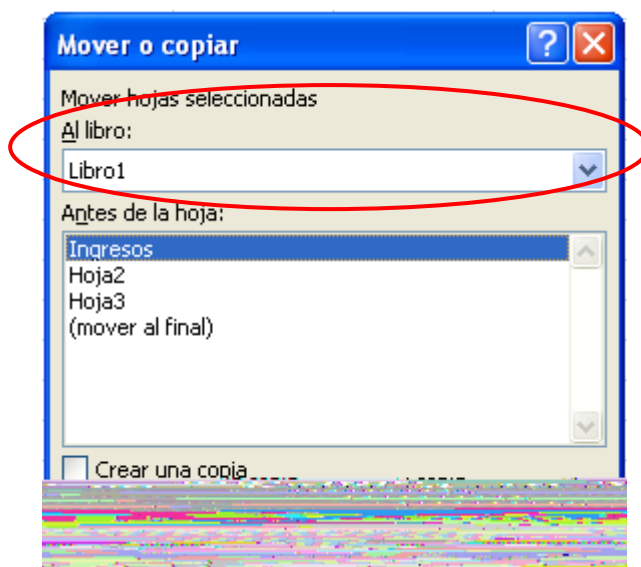 Mover o copiar
Mover hojas seleccionadas
Al libro:
Libro1
Antes de la hoja:
Ingresos
Hoja2
Hoja3
(mover al final)
Crear una copia